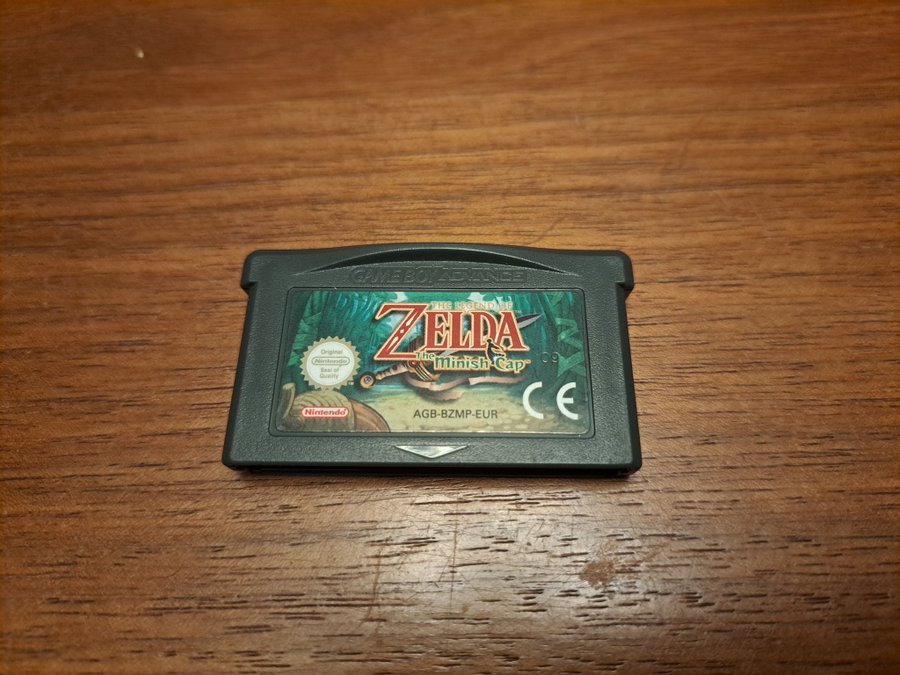 GAME BOY ADVANCE
THE LEGEND OF
ZELDA
The Minish Cap
09
Original
Nintendo
Seal of
Quality
Nintendo
AGB-BZMP-EUR
CE